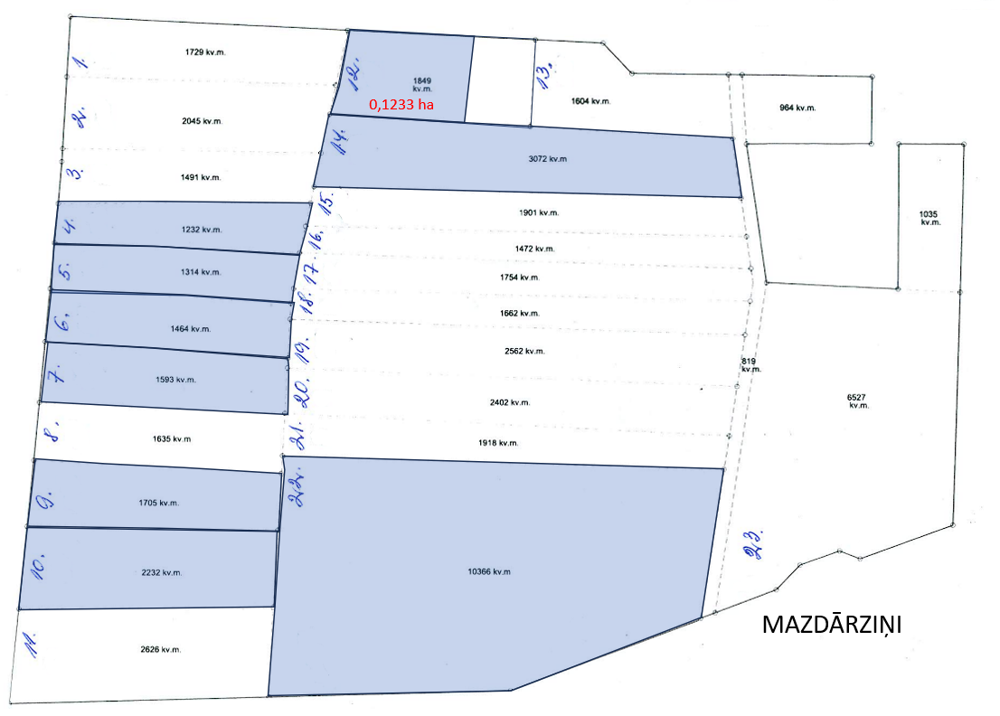 1.
1729 kv.m.
2.
2045 kv.m.
3.
1491 kv.m.
4.
1232 kv.m.
5.
1314 kv.m.
6.
1464 kv.m.
7.
1593 kv.m.
8.
1635 kv.m
9.
1705 kv.m.
10.
2232 kv.m.
11.
2626 kv.m.
12.
1849
kv.m.
0,1233 ha
13.
1604 kv.m.
964 kv.m.
14.
3072 kv.m
15.
1901 kv.m.
16.
1472 kv.m.
17.
1754 kv.m.
18.
1662 kv.m.
19.
2562 kv.m.
20.
2402 kv.m.
21.
1918 kv.m.
22.
10366 kv.m
819
kv.m.
1035
kv.m.
6527
kv.m.
23.
MAZDĀRZIŅI